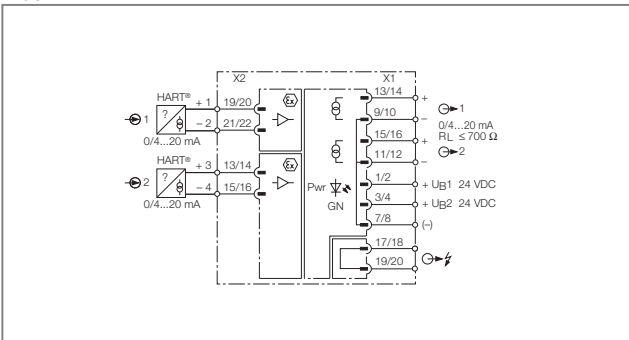 X2
X1
HART®
+ 1
19/20
Ex
13/14
+
1
?
1
9/10
−
0/4...20 mA
− 2
21/22
15/16
RL ≤ 700 Ω
0/4...20 mA
11/12
−
2
HART®
+ 3
13/14
Ex
1/2
+ UB1 24 VDC
2
?
Pwr
− 4
15/16
3/4
+ UB2 24 VDC
0/4...20 mA
GN
7/8
(−)
17/18
19/20